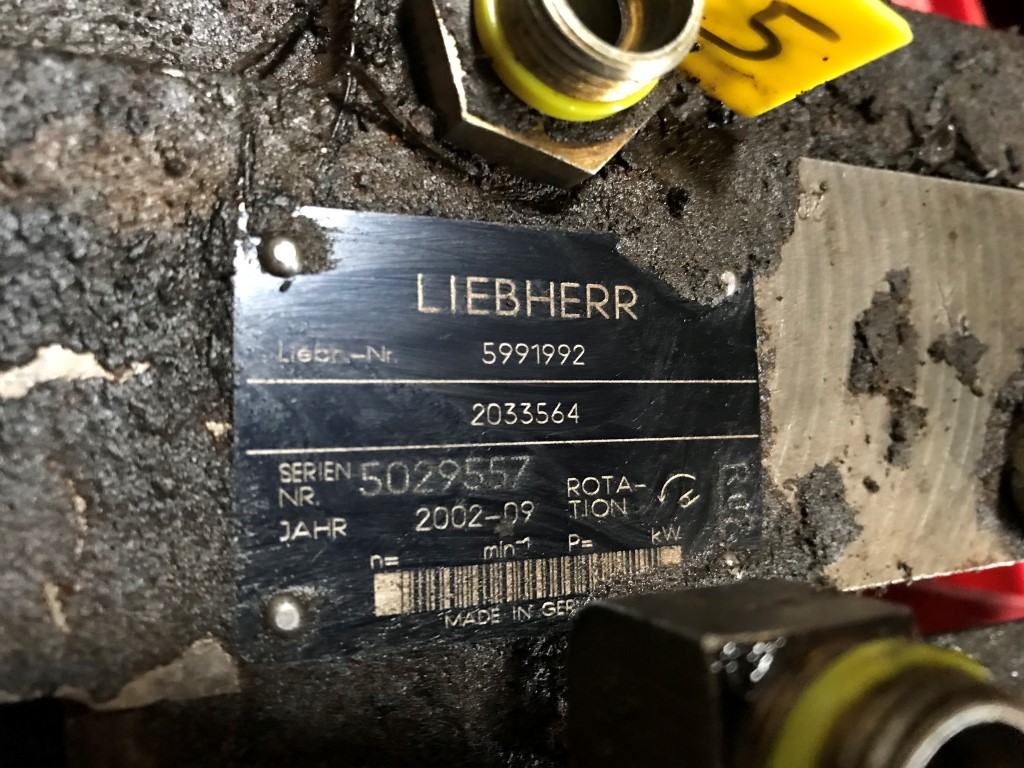 5
LIEBHERR
Liebh.-Nr. 5991992
2033564
SERIEN NR. 5029557
JAHR 2002-09
ROTA-
TION
n= min⁻¹ P= kW
MADE IN